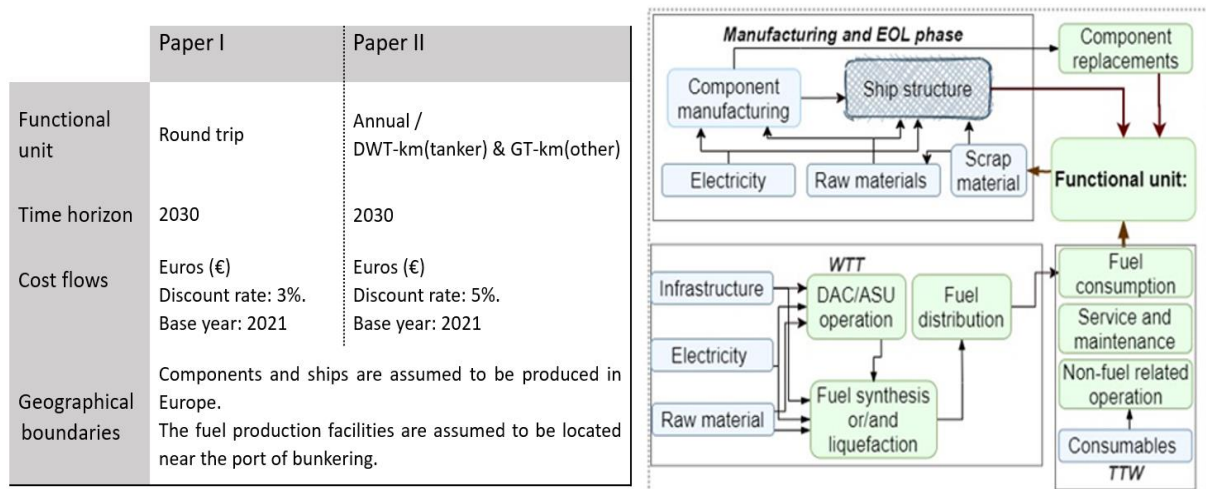 Paper I
Paper II
Functional
unit
Round trip
Annual /
DWT-km(tanker) & GT-km(other)
Time horizon
2030
2030
Cost flows
Euros (€)
Discount rate: 3%.
Base year: 2021
Euros (€)
Discount rate: 5%.
Base year: 2021
Geographical
boundaries
Components and ships are assumed to be produced in
Europe.
The fuel production facilities are assumed to be located
near the port of bunkering.
Manufacturing and EOL phase
Component
replacements
Component
manufacturing
Ship structure
Electricity
Raw materials
Scrap
material
Functional unit:
WTT
Infrastructure
DAC/ASU
operation
Fuel
distribution
Electricity
Raw material
Fuel synthesis
or/and
liquefaction
Fuel
consumption
Service and
maintenance
Non-fuel related
operation
Consumables
TTW